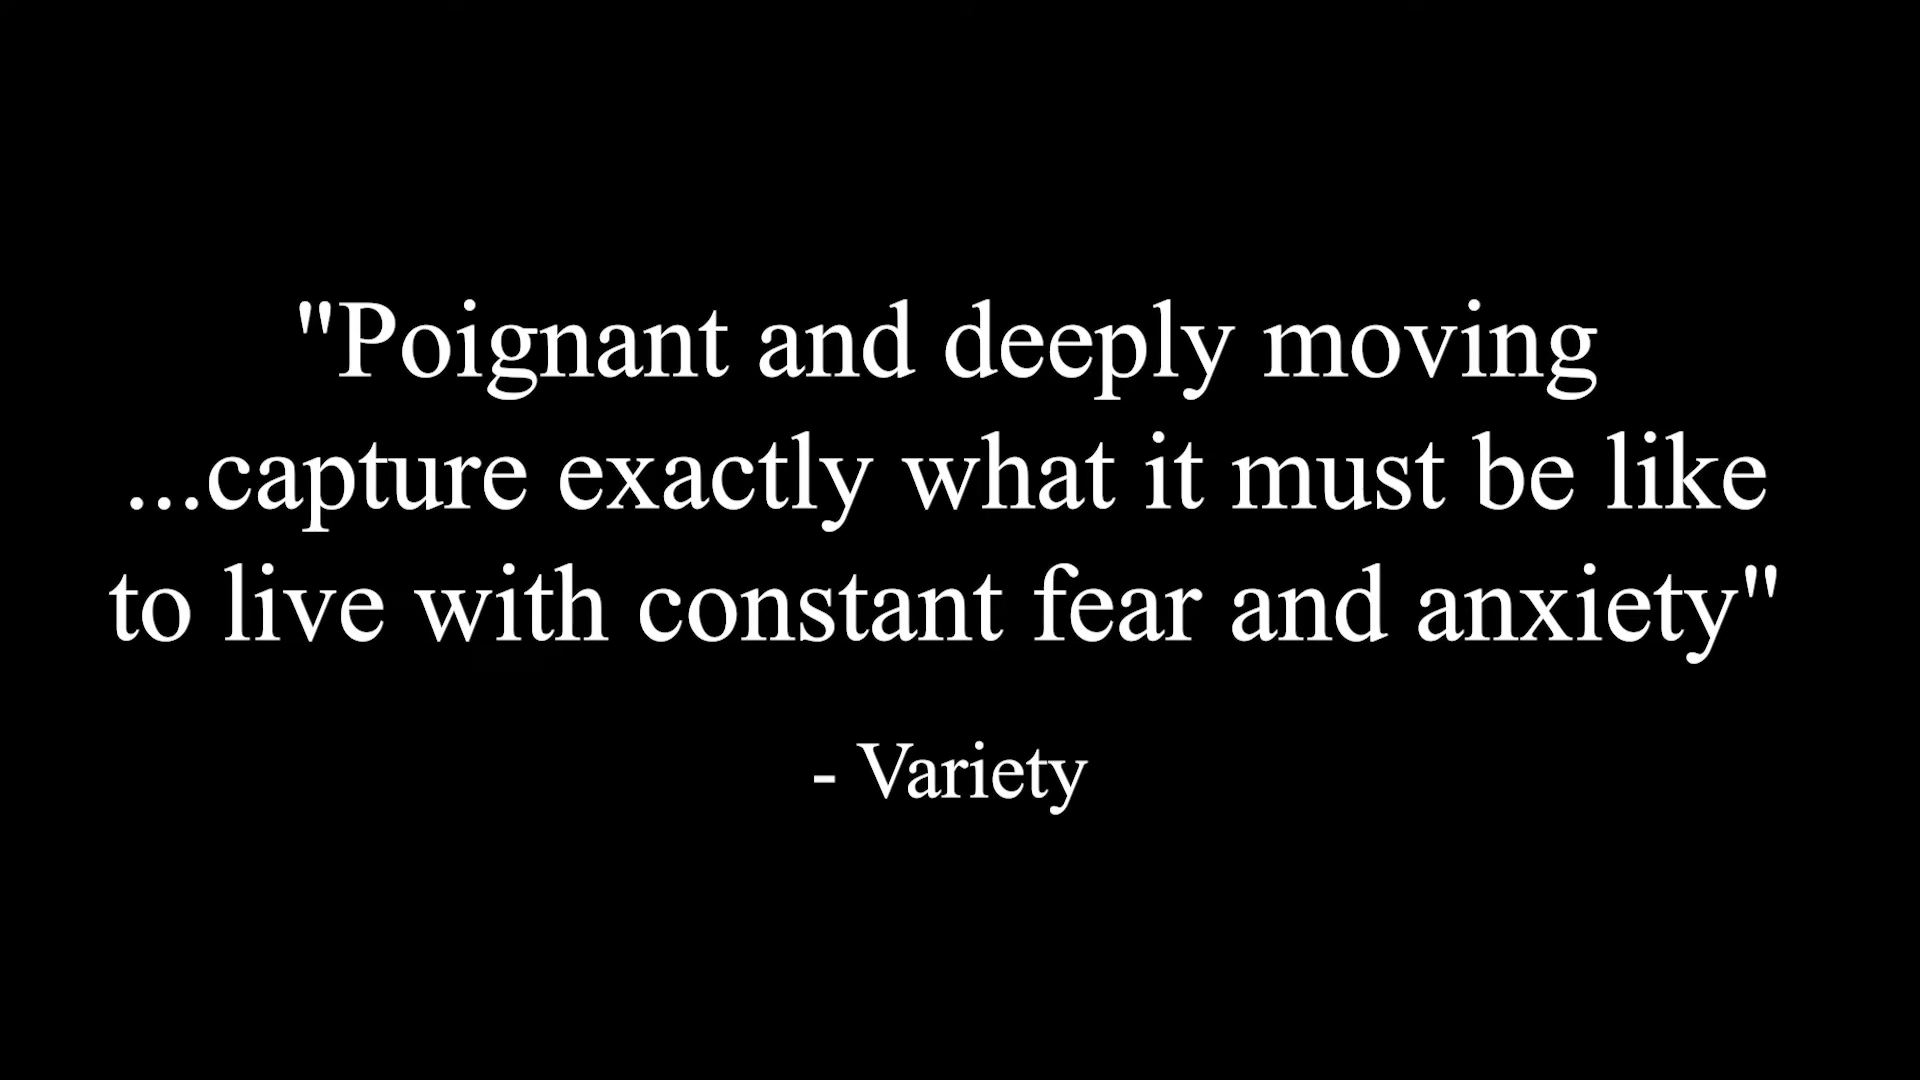 "Poignant and deeply moving
...capture exactly what it must be like
to live with constant fear and anxiety"
- Variety